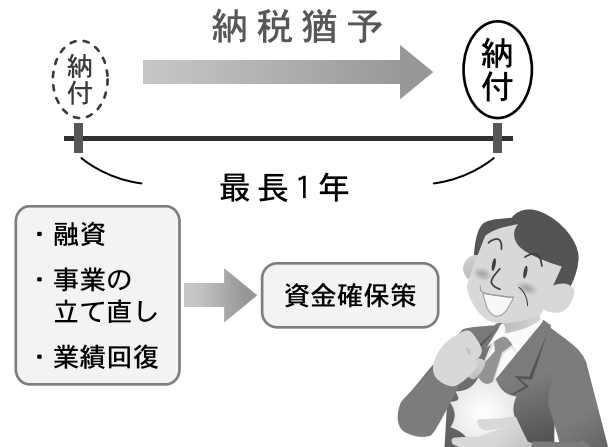 納税猶予
納付
納付
最長1年
・融資
・事業の
立て直し
・業績回復
資金確保策